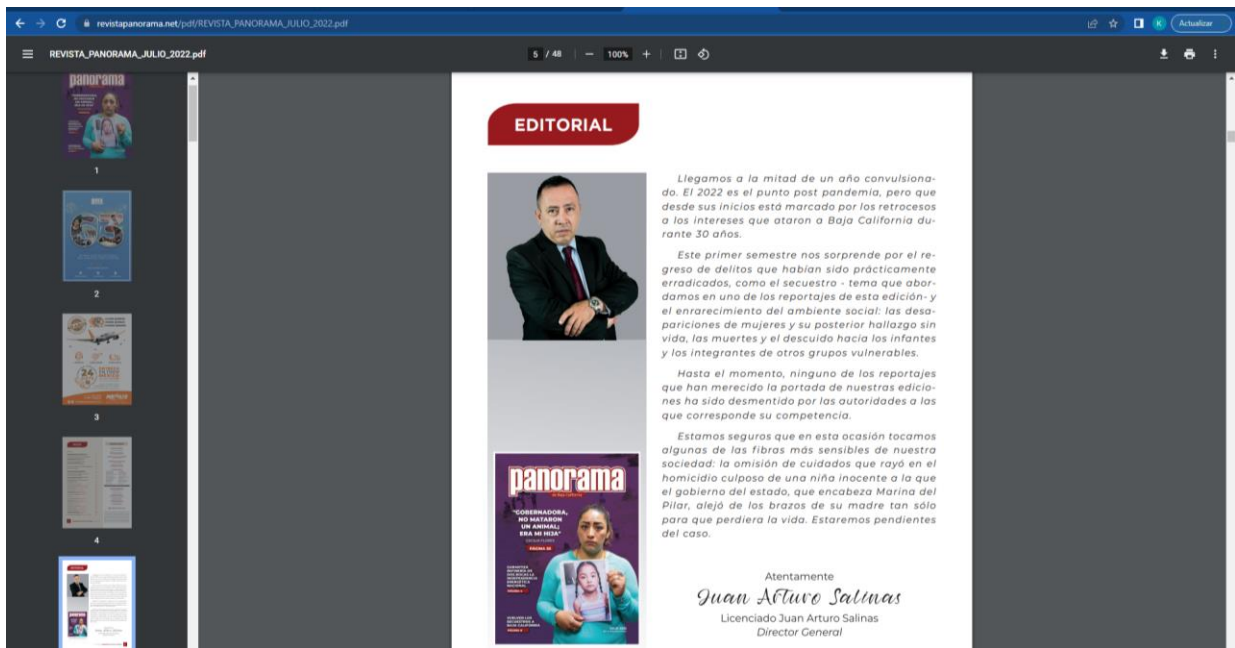 revistapanorama.net/pdf/REVISTA_PANORAMA_JULIO_2022.pdf
K
Actualizar
REVISTA_PANORAMA_JULIO_2022.pdf
5 / 48
100%
panorama
1
2
3
4
EDITORIAL
Llegamos a la mitad de un año convulsiona-
do. El 2022 es el punto post pandemia, pero que
desde sus inicios está marcado por los retrocesos
a los intereses que ataron a Baja California du-
rante 30 años.
Este primer semestre nos sorprende por el re-
greso de delitos que habían sido prácticamente
erradicados, como el secuestro - tema que abor-
damos en uno de los reportajes de esta edición- y
el enrarecimiento del ambiente social: las desa-
pariciones de mujeres y su posterior hallazgo sin
vida, las muertes y el descuido hacia los infantes
y los integrantes de otros grupos vulnerables.
Hasta el momento, ninguno de los reportajes
que han merecido la portada de nuestras edicio-
nes ha sido desmentido por las autoridades a las
que corresponde su competencia.
Estamos seguros que en esta ocasión tocamos
algunas de las fibras más sensibles de nuestra
sociedad: la omisión de cuidados que rayó en el
homicidio culposo de una niña inocente a la que
el gobierno del estado, que encabeza Marina del
Pilar, alejó de los brazos de su madre tan sólo
para que perdiera la vida. Estaremos pendientes
del caso.
Atentamente
Juan Arturo Salinas
Licenciado Juan Arturo Salinas
Director General
panorama
de Baja California
"GOBERNADORA,
NO MATARON
UN ANIMAL;
ERA MI HIJA"